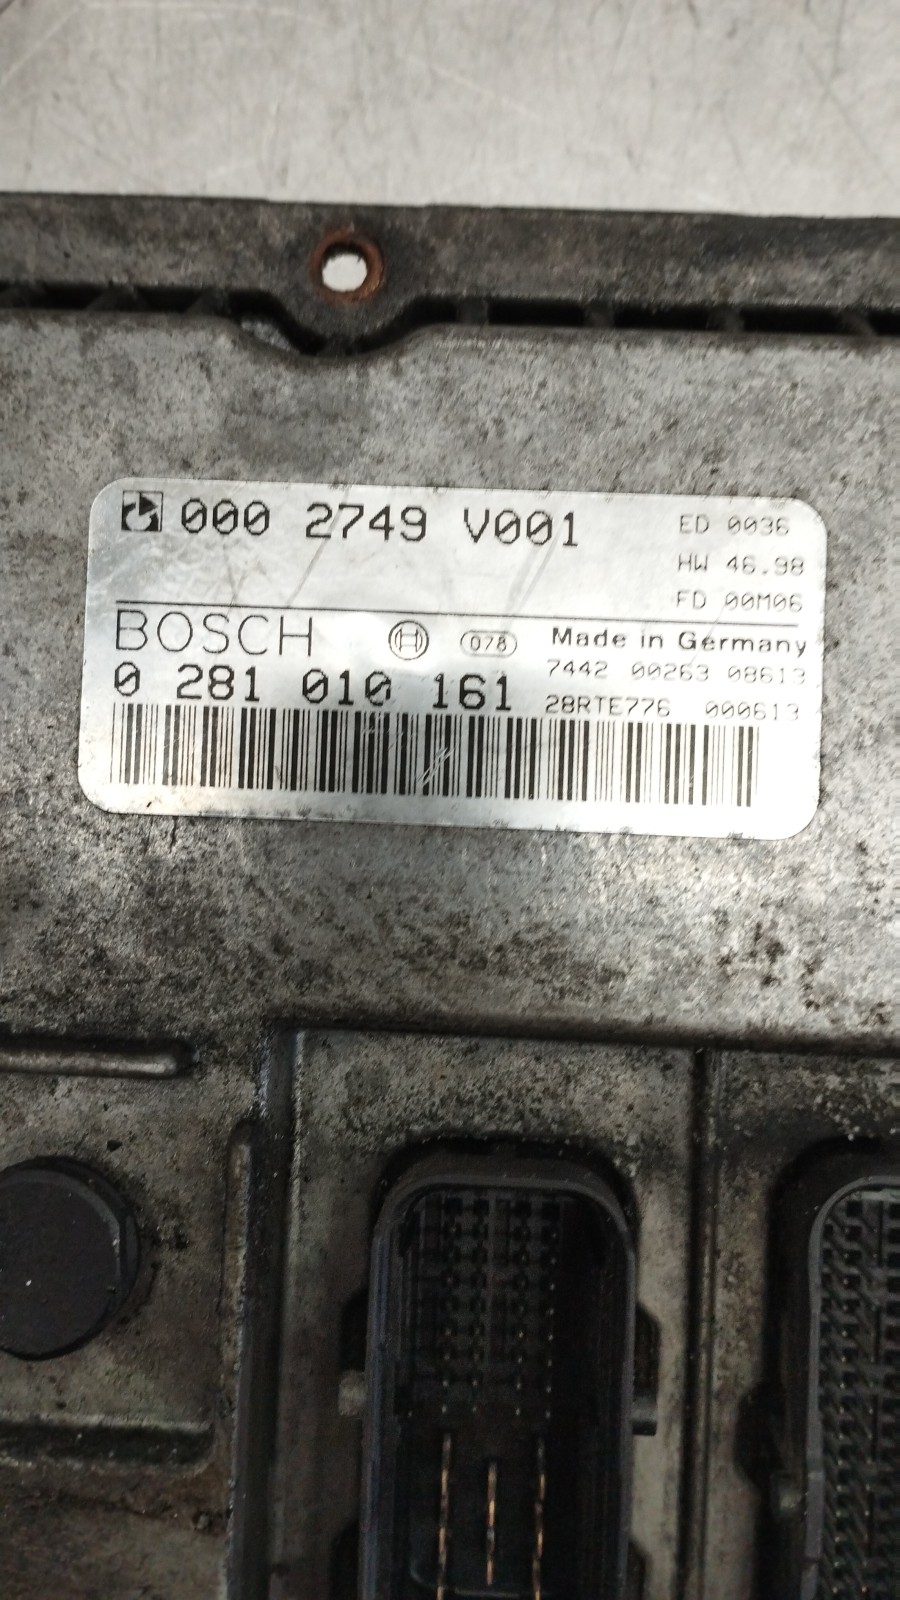 000 2749 V001
ED 0036
HW 46.98
FD 00M06
BOSCH
078
Made in Germany
0 281 010 161
7442 00263 08613
28RTE776 000613